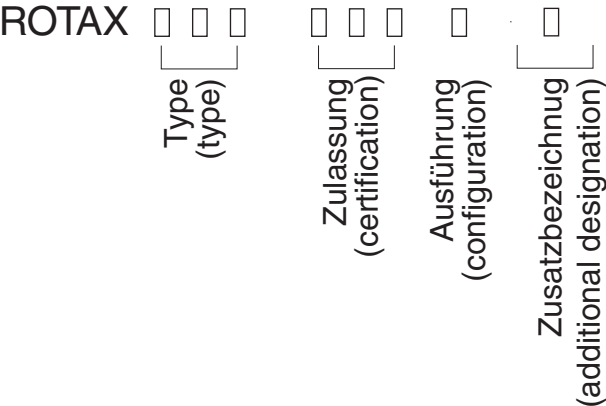 ROTAX
Type
(type)
Zulassung
(certification)
Ausführung
(configuration)
Zusatzbezeichnug
(additional designation)